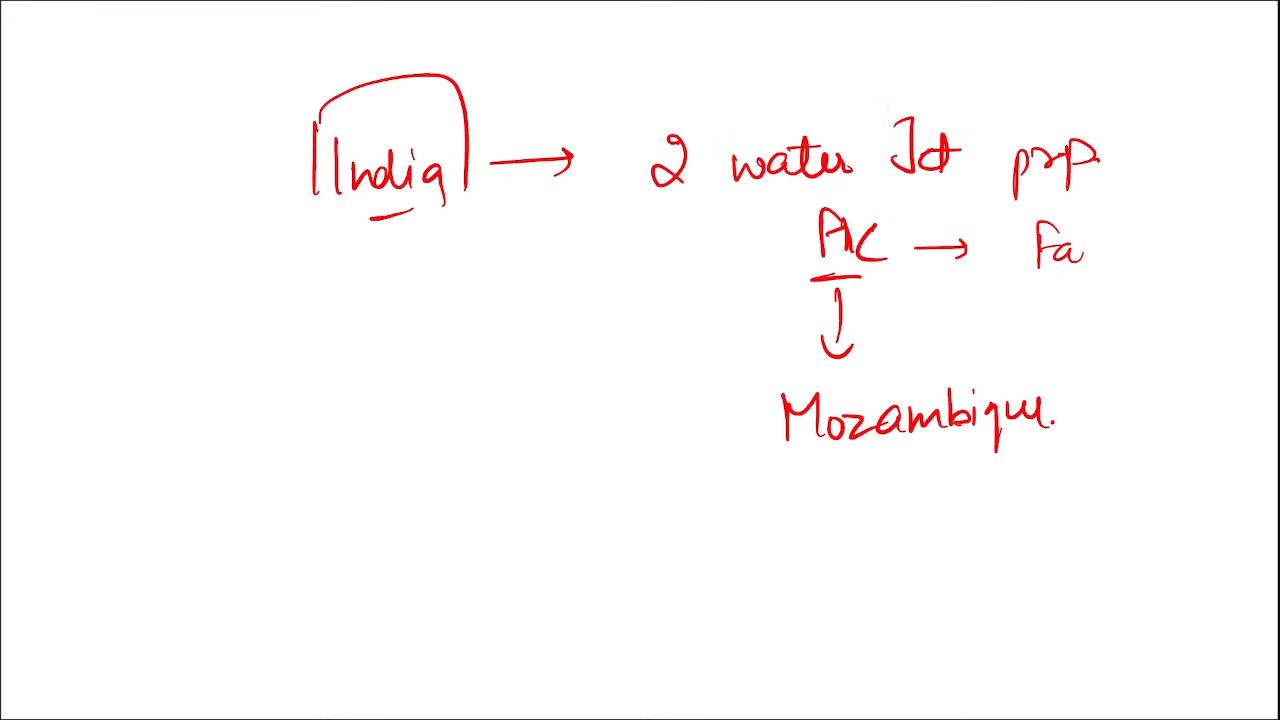 India → 2 water Jet prp.
AC → Fa
Mozambique.